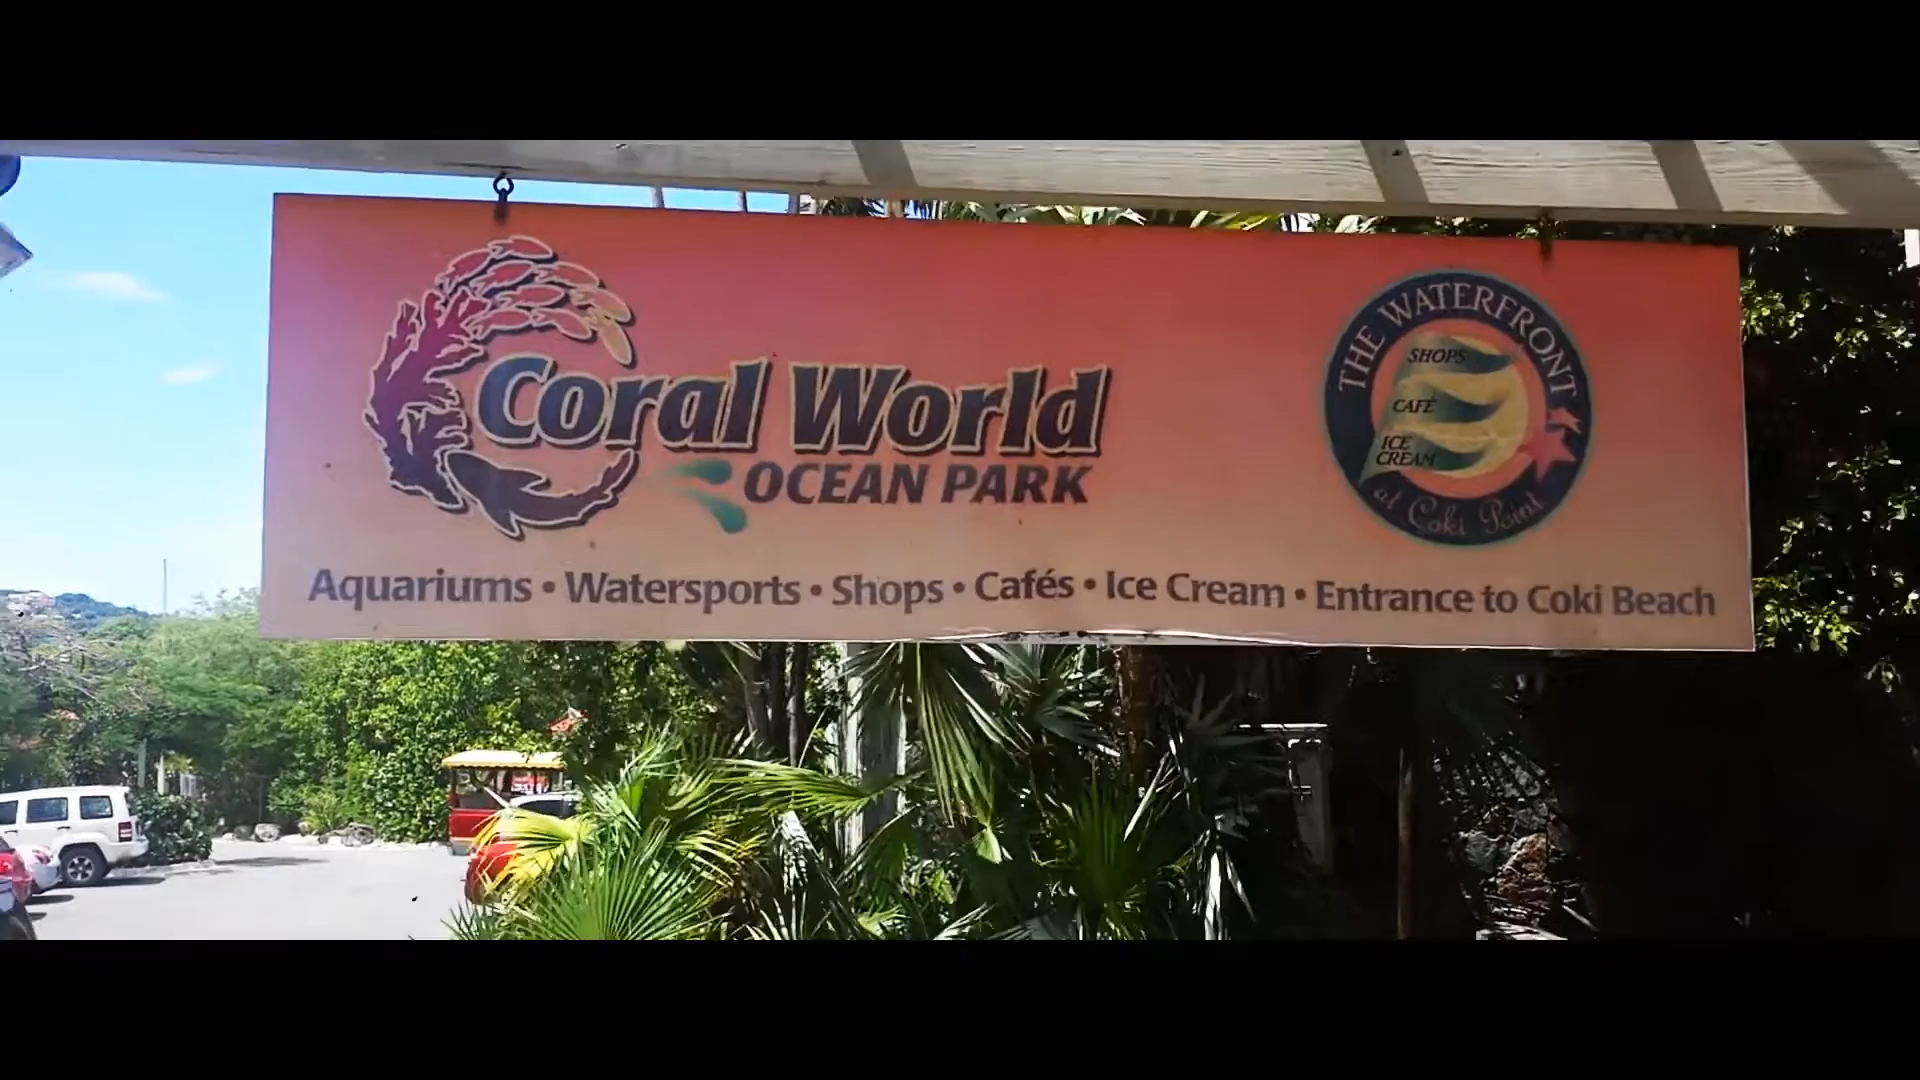 Coral World
OCEAN PARK
THE WATERFRONT
SHOPS
CAFÉ
ICE
CREAM
at Coki Point
Aquariums • Watersports • Shops • Cafés • Ice Cream • Entrance to Coki Beach